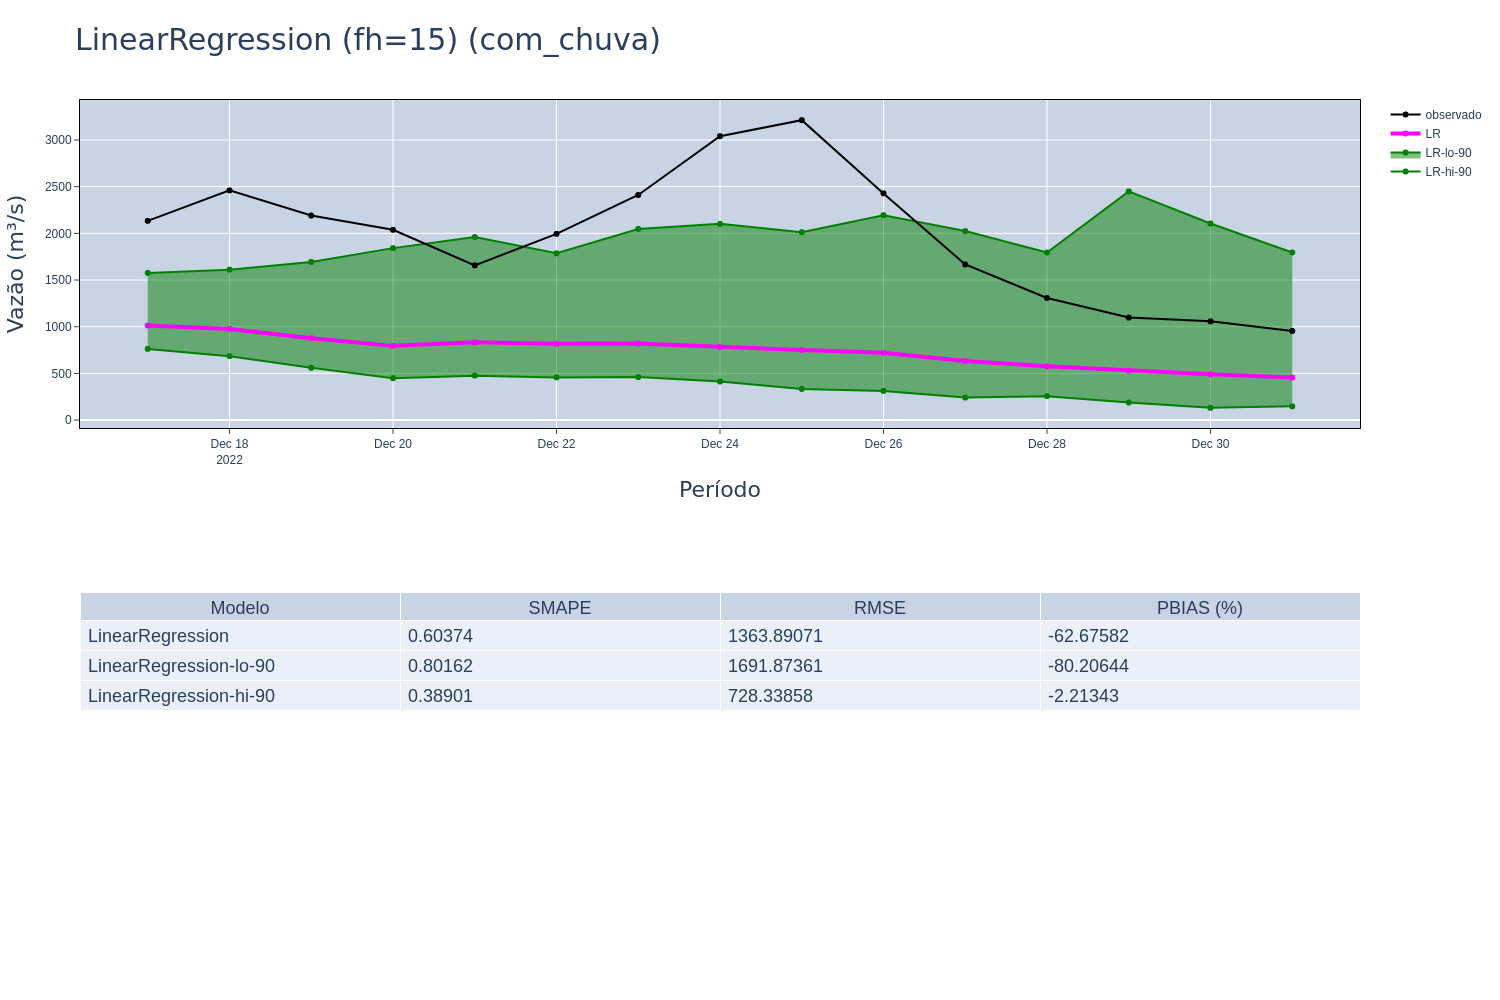 LinearRegression (fh=15) (com_chuva)
observado
LR
LR-lo-90
LR-hi-90
Vazão (m³/s)
3000
2500
2000
1500
1000
500
0
Dec 18 Dec 20 Dec 22 Dec 24 Dec 26 Dec 28 Dec 30
2022
Período
Modelo SMAPE RMSE PBIAS (%)
LinearRegression 0.60374 1363.89071 -62.67582
LinearRegression-lo-90 0.80162 1691.87361 -80.20644
LinearRegression-hi-90 0.38901 728.33858 -2.21343